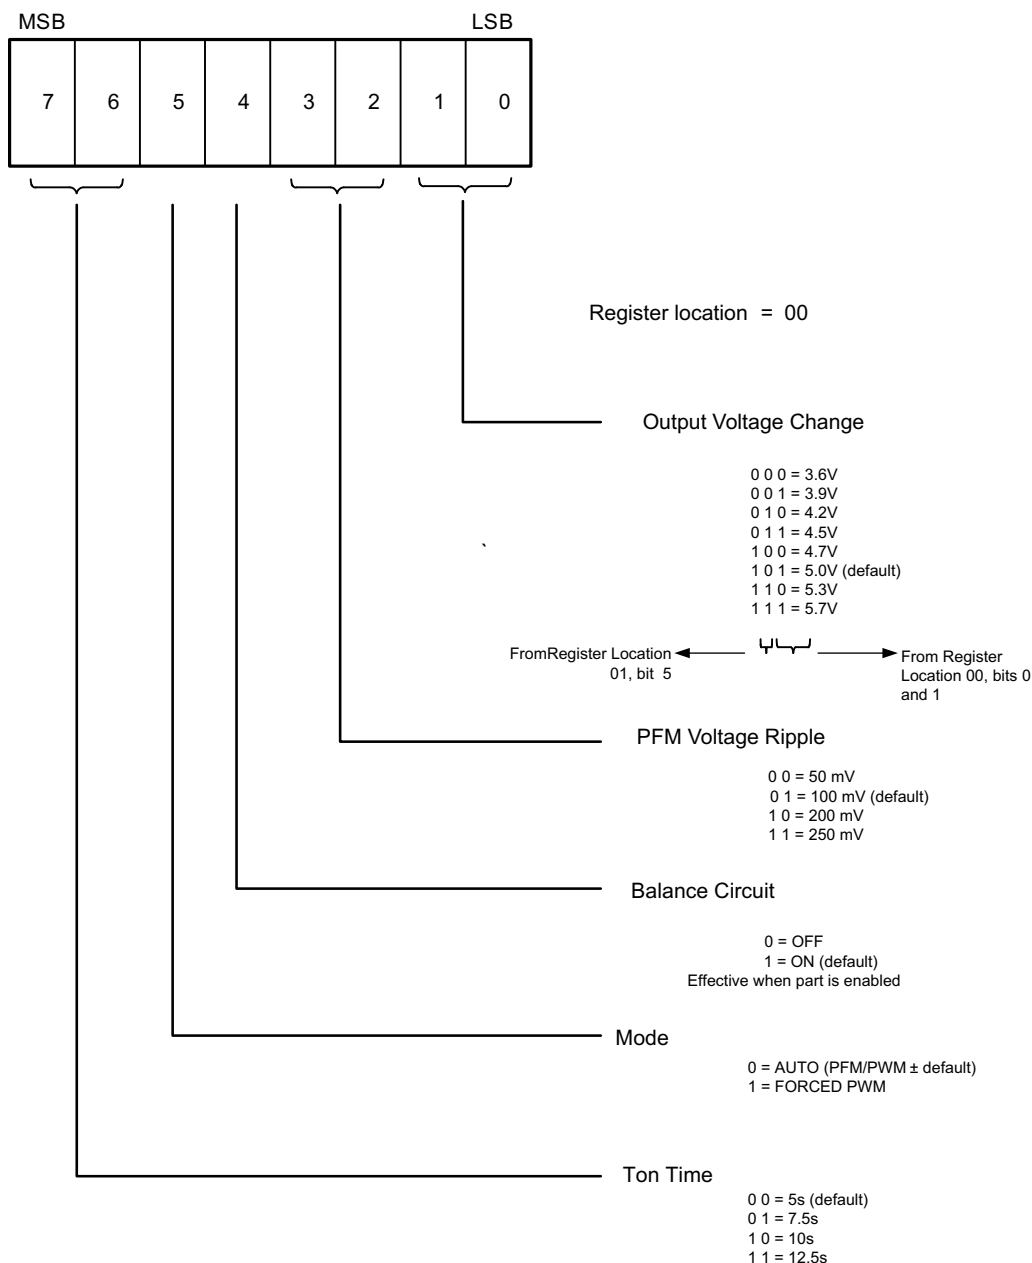 MSB LSB
7 6 5 4 3 2 1 0
Register location = 00
Output Voltage Change
0 0 0 = 3.6V
0 0 1 = 3.9V
0 1 0 = 4.2V
0 1 1 = 4.5V
1 0 0 = 4.7V
1 0 1 = 5.0V (default)
1 1 0 = 5.3V
1 1 1 = 5.7V
FromRegister Location
01, bit 5
From Register
Location 00, bits 0
and 1
PFM Voltage Ripple
0 0 = 50 mV
0 1 = 100 mV (default)
1 0 = 200 mV
1 1 = 250 mV
Balance Circuit
0 = OFF
1 = ON (default)
Effective when part is enabled
Mode
0 = AUTO (PFM/PWM ± default)
1 = FORCED PWM
Ton Time
0 0 = 5s (default)
0 1 = 7.5s
1 0 = 10s
1 1 = 12.5s